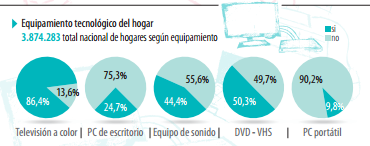 Equipamiento tecnológico del hogar
3.874.283 total nacional de hogares según equipamiento
si
no
86,4% 13,6%
75,3% 24,7%
55,6% 44,4%
49,7% 50,3%
90,2% 9,8%
Televisión a color | PC de escritorio | Equipo de sonido | DVD - VHS | PC portátil